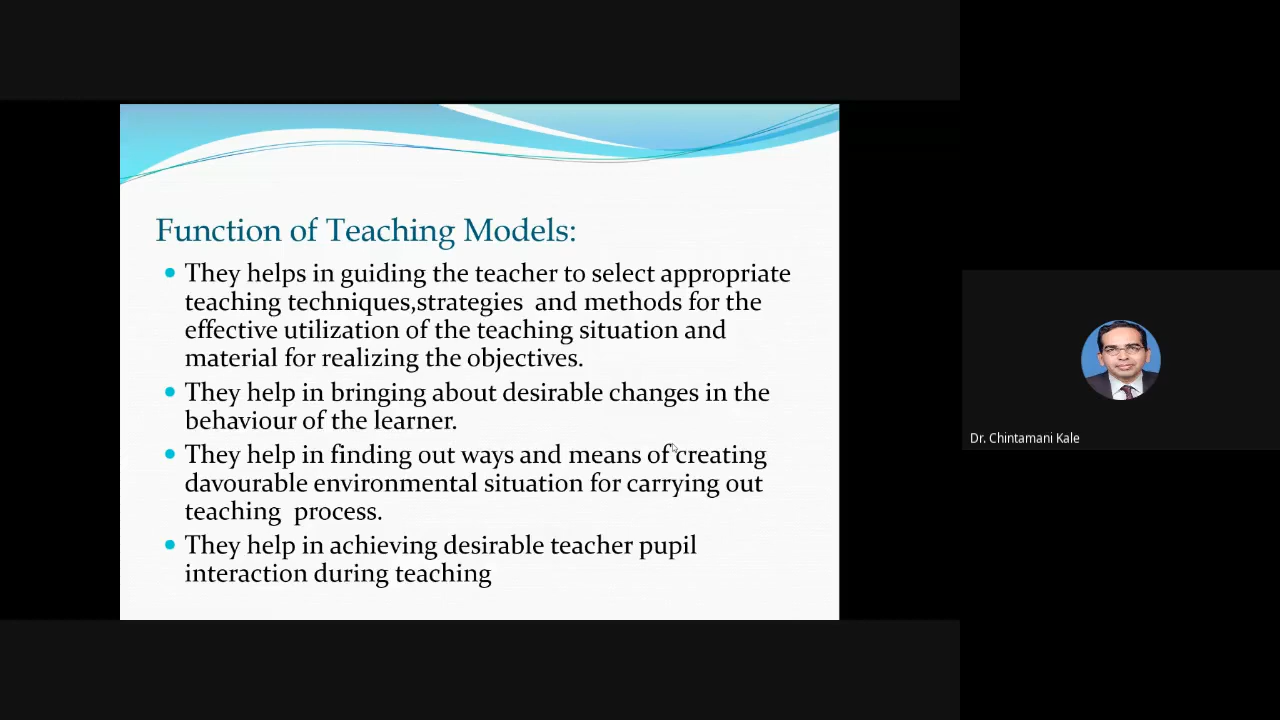 Function of Teaching Models:
They helps in guiding the teacher to select appropriate
teaching techniques,strategies and methods for the
effective utilization of the teaching situation and
material for realizing the objectives.
They help in bringing about desirable changes in the
behaviour of the learner.
They help in finding out ways and means of creating
davourable environmental situation for carrying out
teaching process.
They help in achieving desirable teacher pupil
interaction during teaching
Dr. Chintamani Kale